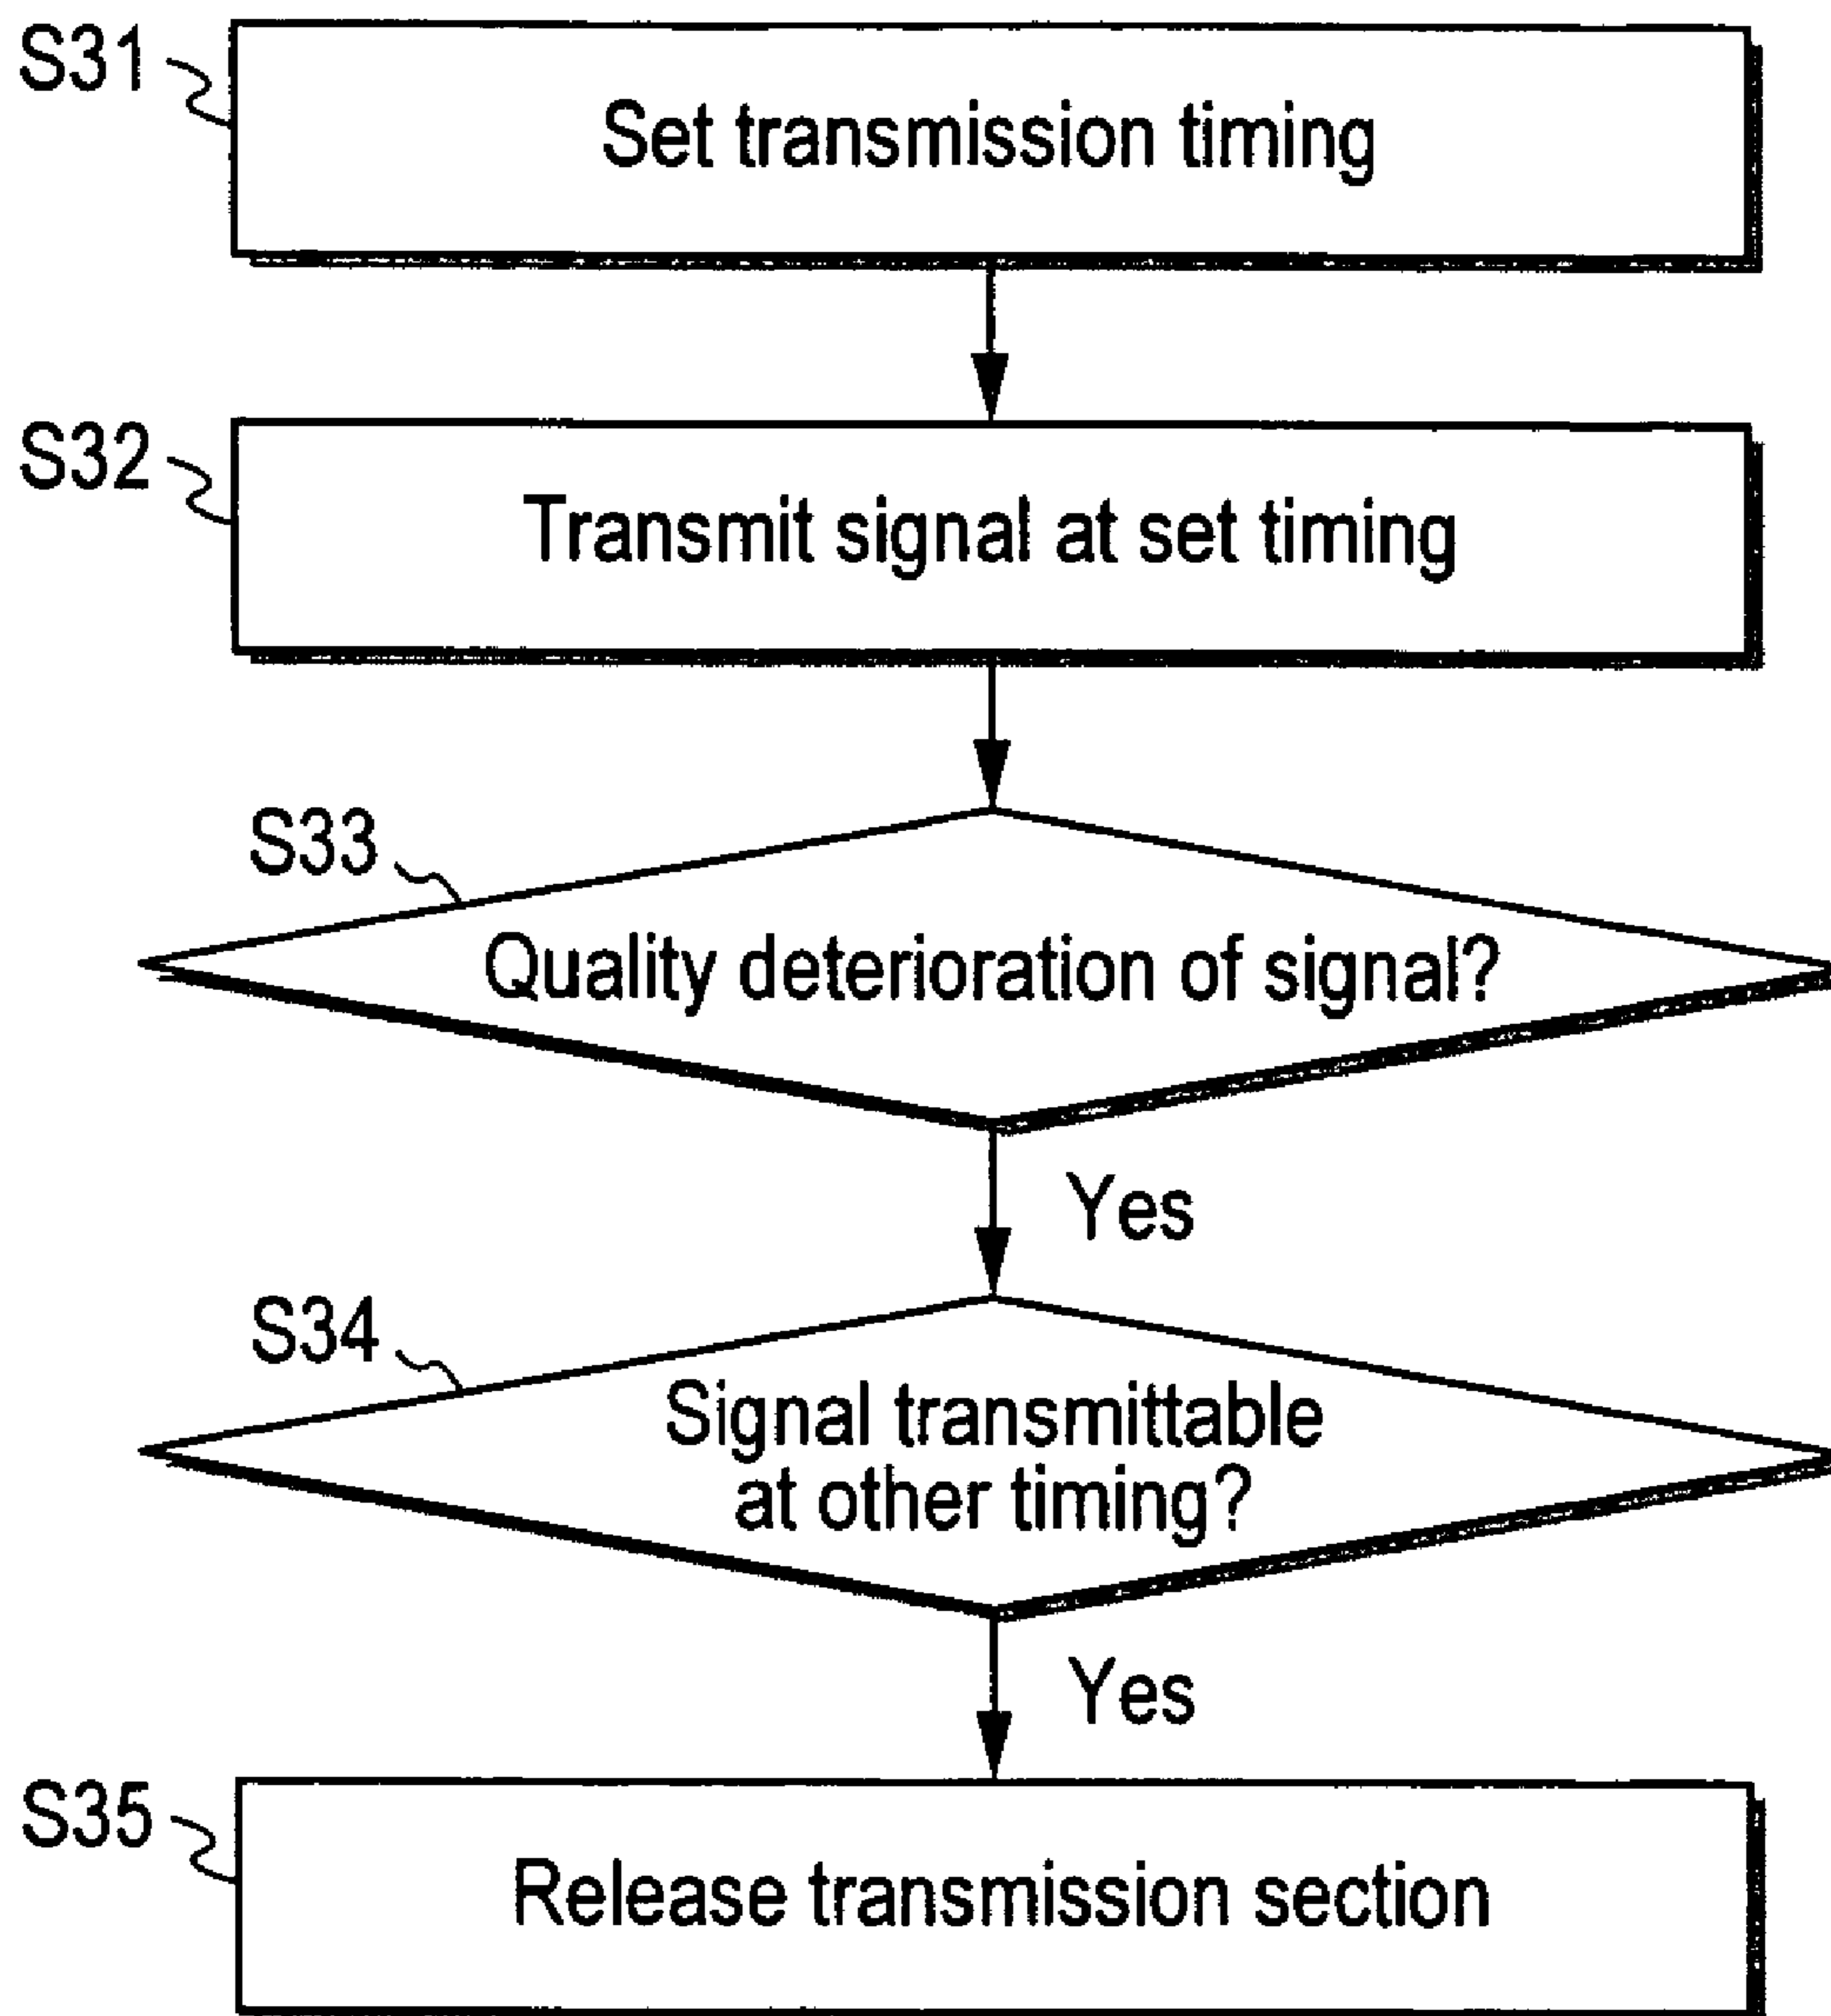 S31
Set transmission timing
S32
Transmit signal at set timing
S33
Quality deterioration of signal?
Yes
S34
Signal transmittable
at other timing?
Yes
S35
Release transmission section